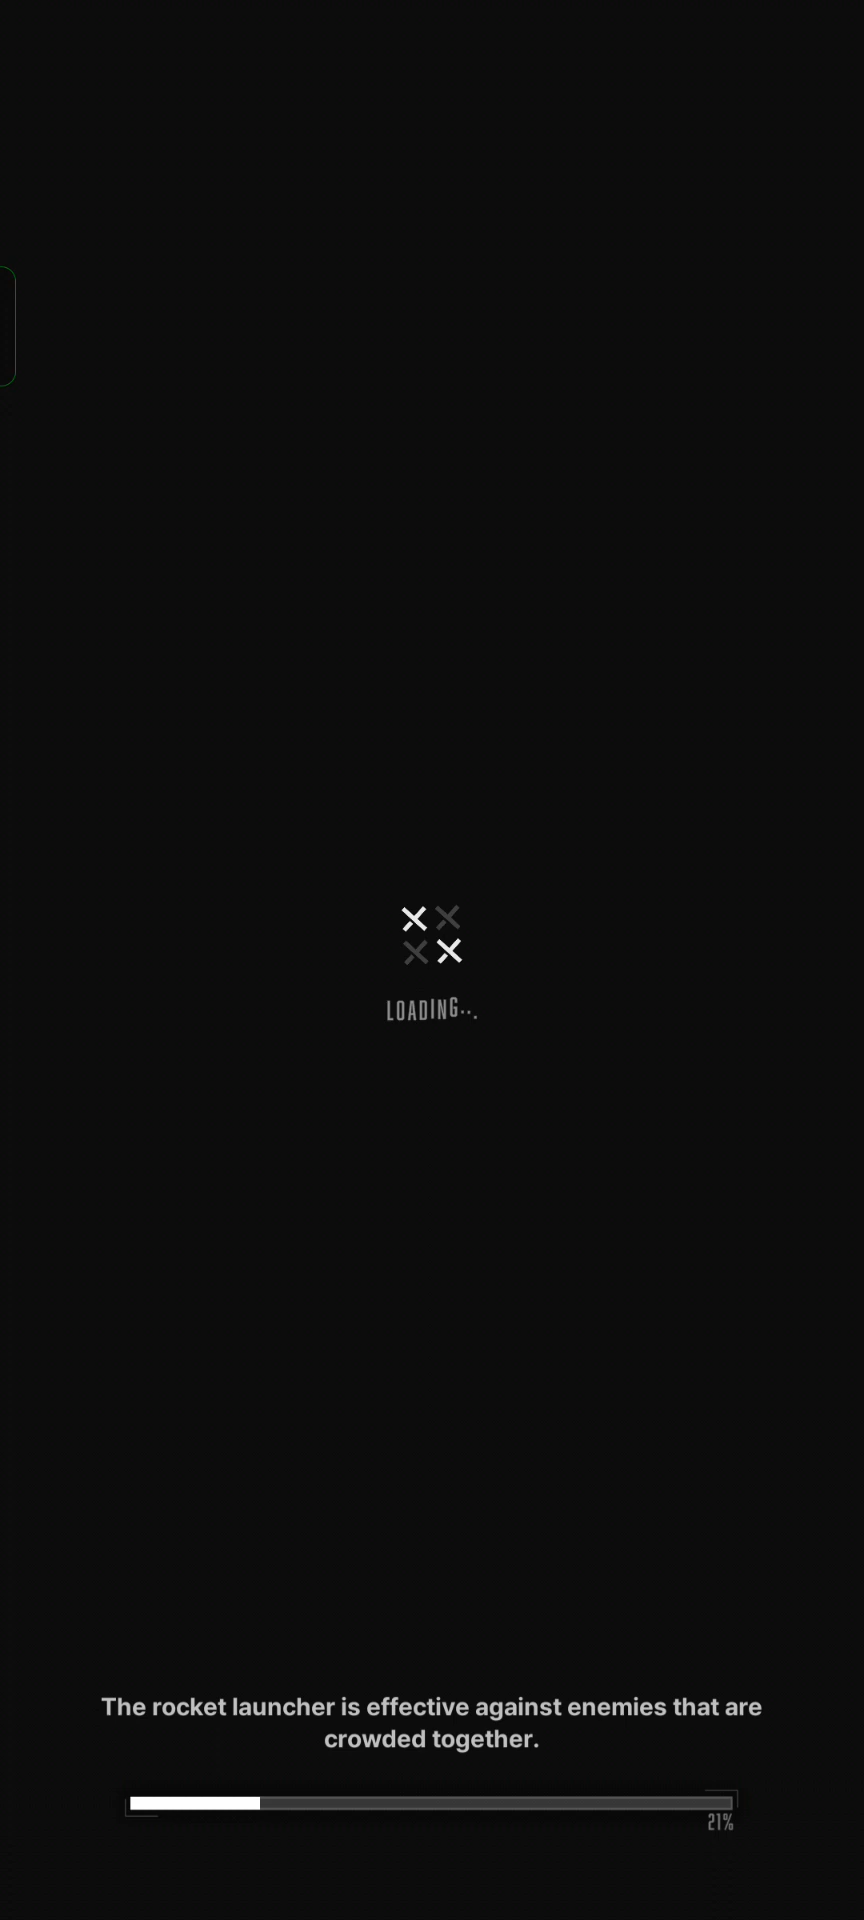 LOADING...
The rocket launcher is effective against enemies that are
crowded together.
21%